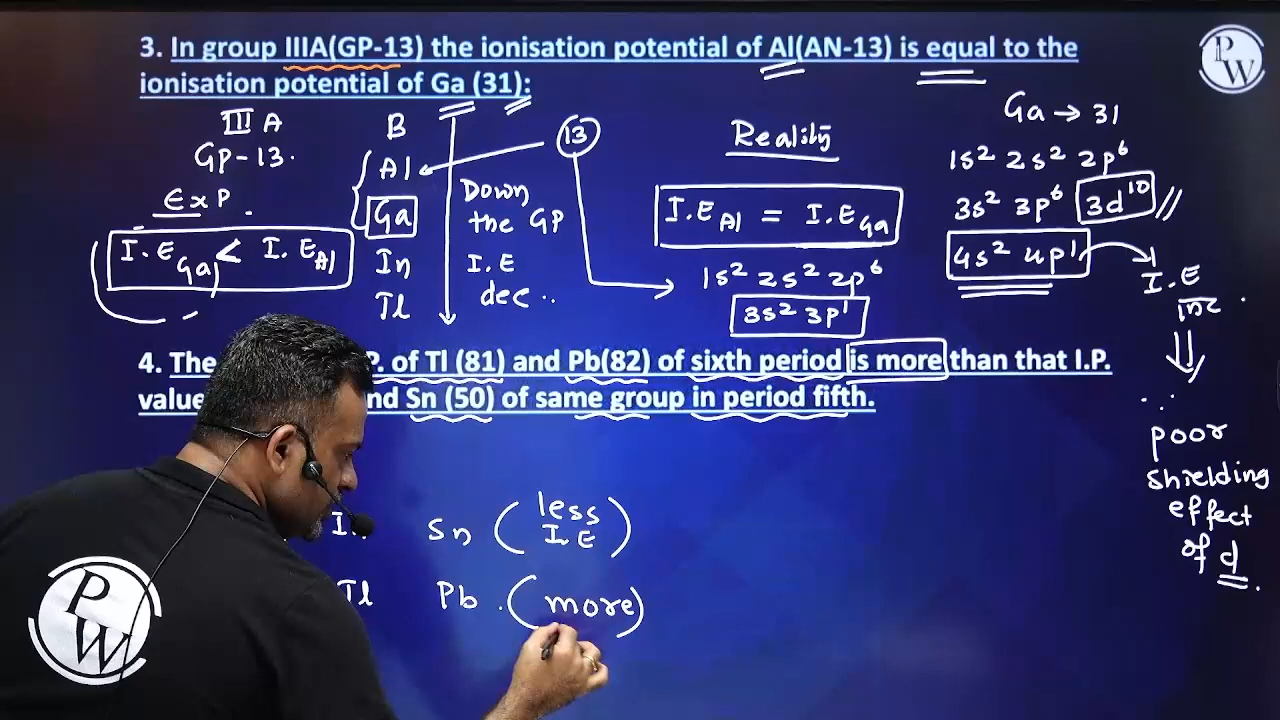 3. In group IIIA(GP-13) the ionisation potential of Al(AN-13) is equal to the
ionisation potential of Ga (31):
PW
III A
GP-13.
Exp.
I.E Ga < I.E Al
B
Al
Ga
In
Tl
Down
the GP
I.E
dec..
13
Reality
I.E Al = I.E Ga
1s² 2s² 2p⁶
3s² 3p¹
Ga → 31
1s² 2s² 2p⁶
3s² 3p⁶ 3d¹⁰
4s² 4p¹
I.E
inc
∴
poor
shielding
effect
of d
4. The P. of Tl (81) and Pb(82) of sixth period is more than that I.P.
value nd Sn (50) of same group in period fifth.
I. Sn (less
I.E)
Tl Pb. (more)
PW